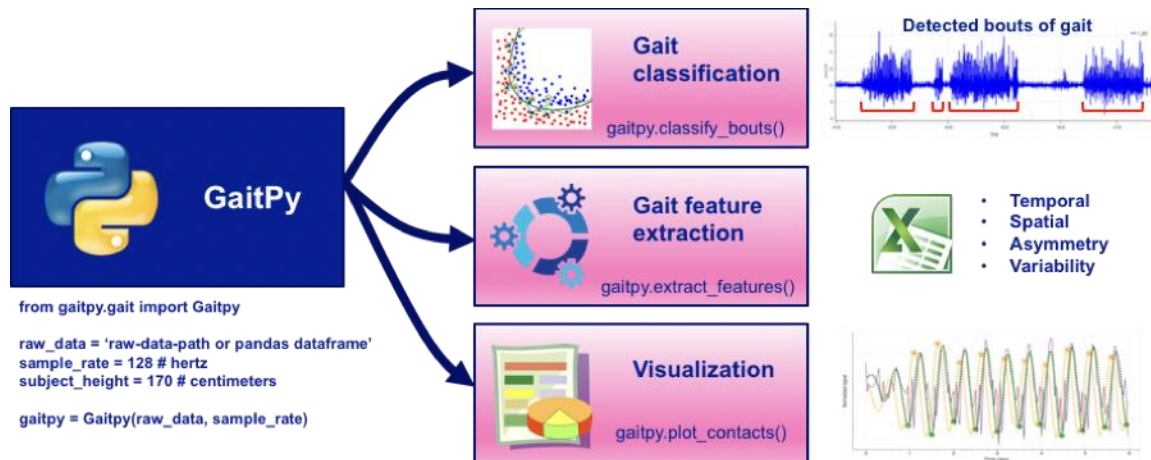 GaitPy
from gaitpy.gait import Gaitpy
raw_data = ‘raw-data-path or pandas dataframe’
sample_rate = 128 # hertz
subject_height = 170 # centimeters
gaitpy = Gaitpy(raw_data, sample_rate)
Gait
classification
gaitpy.classify_bouts()
Detected bouts of gait
Gait feature
extraction
gaitpy.extract_features()
• Temporal
• Spatial
• Asymmetry
• Variability
Visualization
gaitpy.plot_contacts()